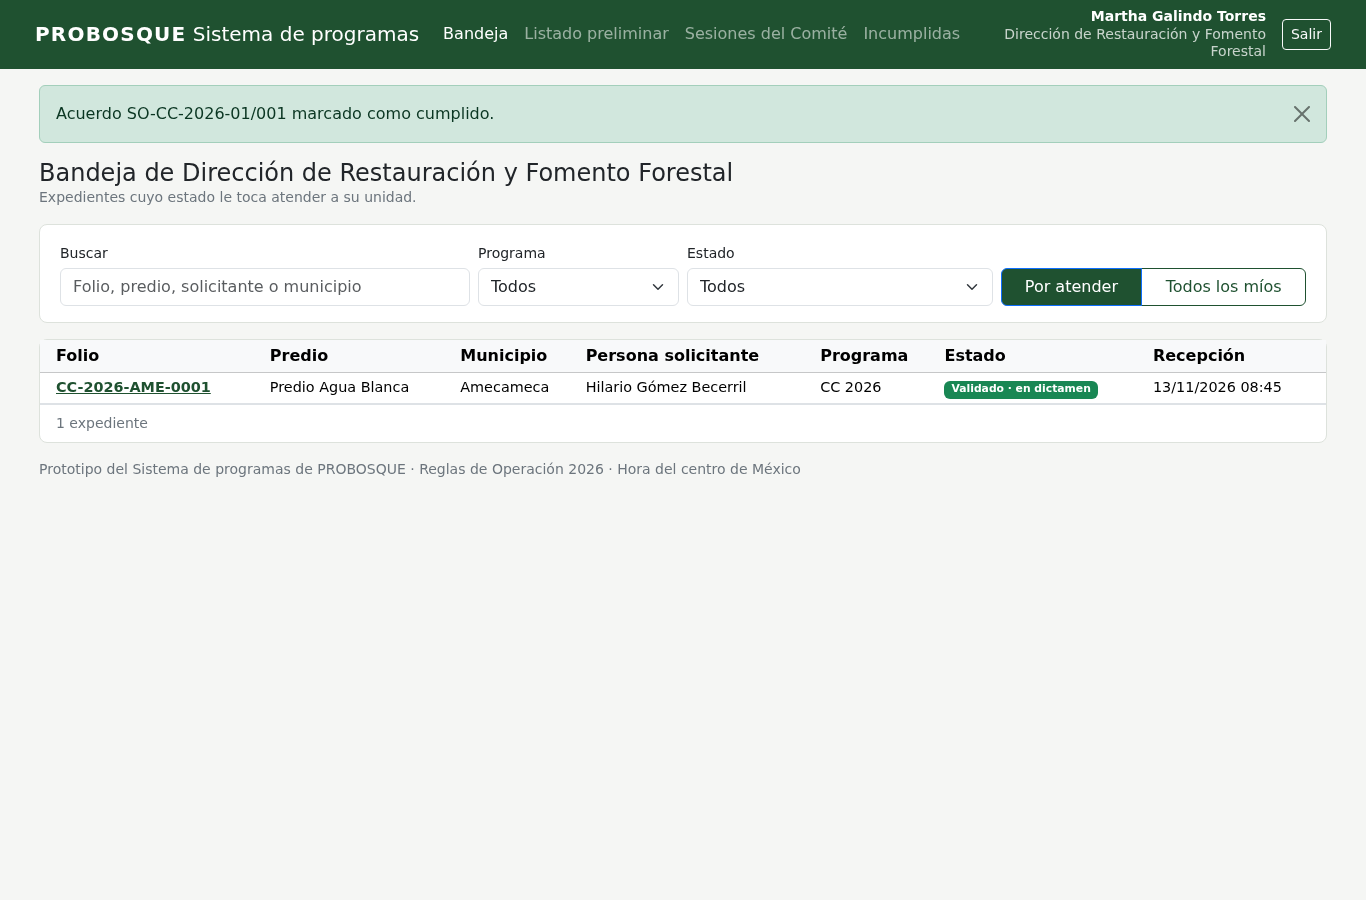 PROBOSQUE Sistema de programas
Bandeja
Listado preliminar
Sesiones del Comité
Incumplidas
Martha Galindo Torres
Dirección de Restauración y Fomento
Forestal
Salir
Acuerdo SO-CC-2026-01/001 marcado como cumplido.
Bandeja de Dirección de Restauración y Fomento Forestal
Expedientes cuyo estado le toca atender a su unidad.
Buscar
Programa
Estado
Folio, predio, solicitante o municipio
Todos
Todos
Por atender
Todos los míos
Folio Predio Municipio Persona solicitante Programa Estado Recepción
CC-2026-AME-0001 Predio Agua Blanca Amecameca Hilario Gómez Becerril CC 2026 Validado · en dictamen 13/11/2026 08:45
1 expediente
Prototipo del Sistema de programas de PROBOSQUE · Reglas de Operación 2026 · Hora del centro de México